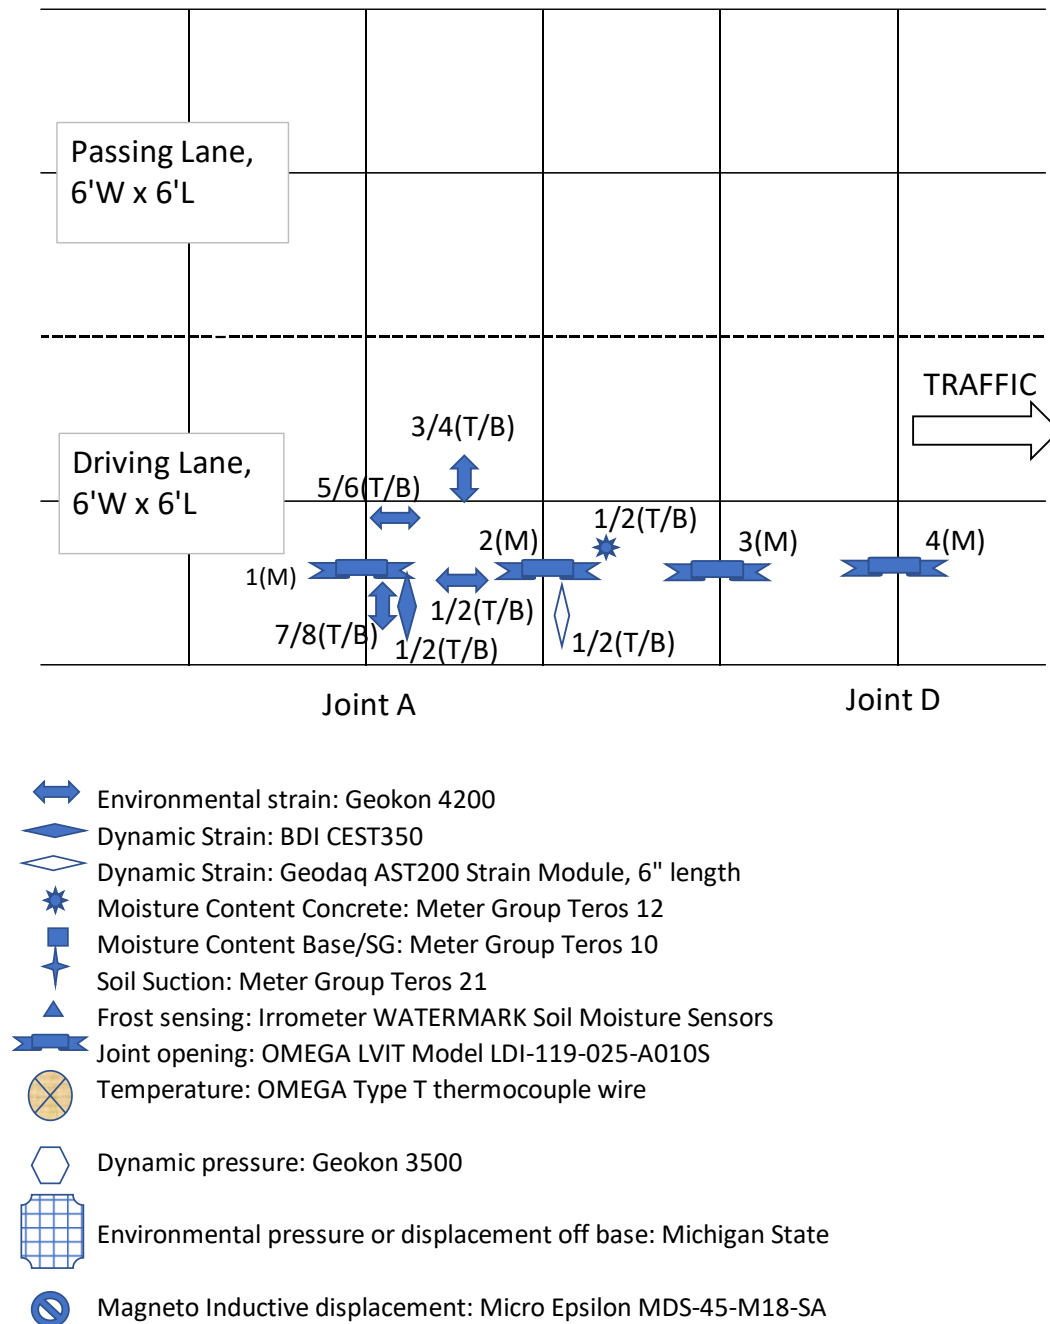 Passing Lane,
6'W x 6'L
TRAFFIC
3/4(T/B)
Driving Lane,
6'W x 6'L
5/6(T/B)
1/2(T/B)
2(M)
3(M)
4(M)
1(M)
1/2(T/B)
7/8(T/B)
1/2(T/B)
1/2(T/B)
Joint A
Joint D
Environmental strain: Geokon 4200
Dynamic Strain: BDI CEST350
Dynamic Strain: Geodaq AST200 Strain Module, 6" length
Moisture Content Concrete: Meter Group Teros 12
Moisture Content Base/SG: Meter Group Teros 10
Soil Suction: Meter Group Teros 21
Frost sensing: Irrometer WATERMARK Soil Moisture Sensors
Joint opening: OMEGA LVIT Model LDI-119-025-A010S
Temperature: OMEGA Type T thermocouple wire
Dynamic pressure: Geokon 3500
Environmental pressure or displacement off base: Michigan State
Magneto Inductive displacement: Micro Epsilon MDS-45-M18-SA